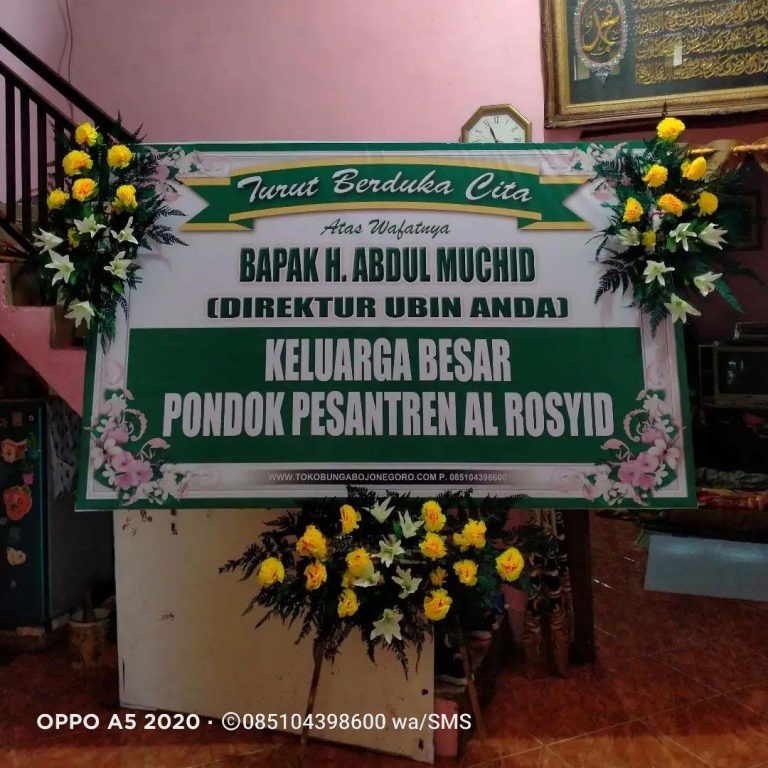 Turut Berduka Cita
Atas Wafatnya
BAPAK H. ABDUL MUCHID
(DIREKTUR UBIN ANDA)
KELUARGA BESAR
PONDOK PESANTREN AL ROSYID
WWW.TOKOBUNGABOJONEGORO.COM P. 085104398600
OPPO A5 2020 · ©085104398600 wa/SMS